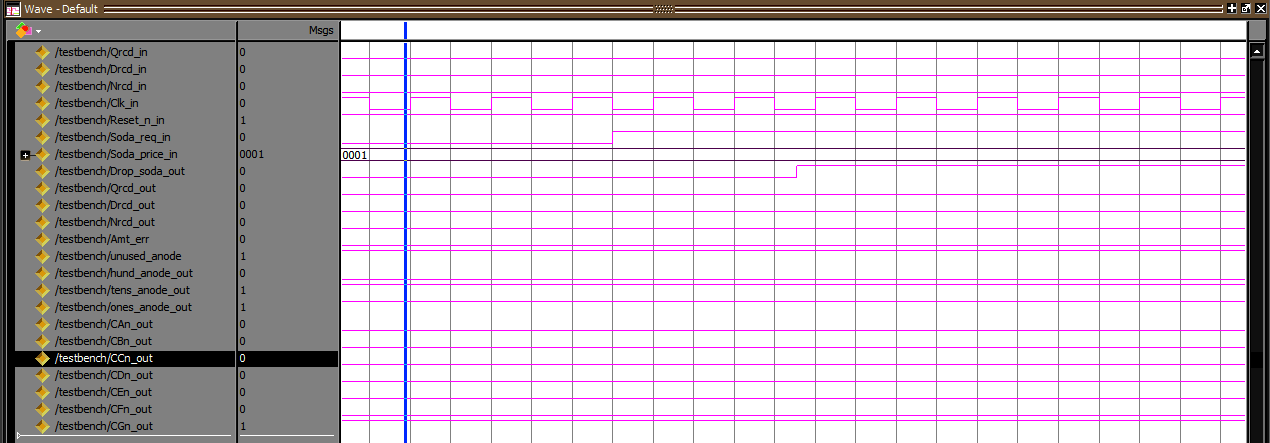 Wave - Default
Msgs
/testbench/Qrcd_in 0
/testbench/Drcd_in 0
/testbench/Nrcd_in 0
/testbench/Clk_in 0
/testbench/Reset_n_in 1
/testbench/Soda_req_in 0
/testbench/Soda_price_in 0001 0001
/testbench/Drop_soda_out 0
/testbench/Qrcd_out 0
/testbench/Drcd_out 0
/testbench/Nrcd_out 0
/testbench/Amt_err 0
/testbench/unused_anode 1
/testbench/hund_anode_out 0
/testbench/tens_anode_out 1
/testbench/ones_anode_out 1
/testbench/CAn_out 0
/testbench/CBn_out 0
/testbench/CCn_out 0
/testbench/CDn_out 0
/testbench/CEn_out 0
/testbench/CFn_out 0
/testbench/CGn_out 1